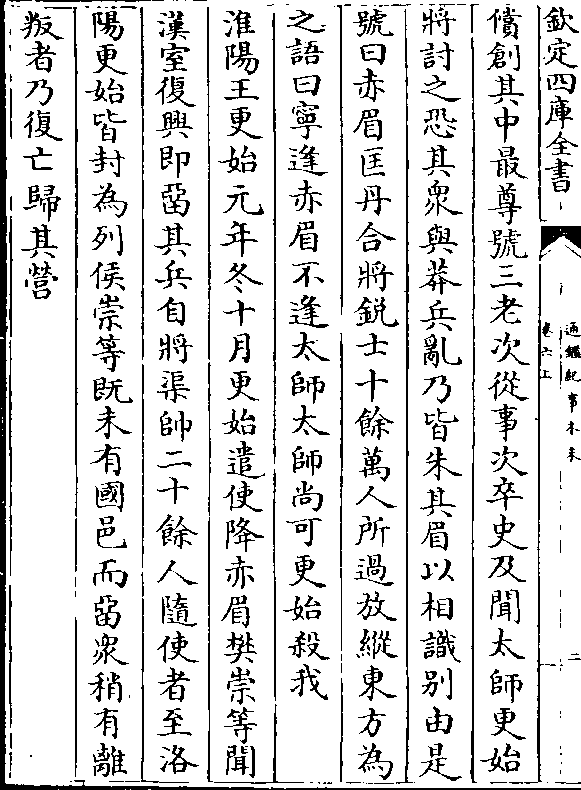 欽定四庫全書
通鑑紀事本末
卷六上
二
償創其中最尊號三老次從事次卒史及聞太師更始
將討之恐其衆與莽兵亂乃皆朱其眉以相識别由是
號曰赤眉匡丹合將鋭士十餘萬人所過放縱東方為
之語曰寧逢赤眉不逢太師太師尚可更始殺我
淮陽王更始元年冬十月更始遣使降赤眉樊崇等聞
漢室復興即留其兵自將渠帥二十餘人隨使者至洛
陽更始皆封為列侯崇等既未有國邑而留衆稍有離
叛者乃復亡歸其營